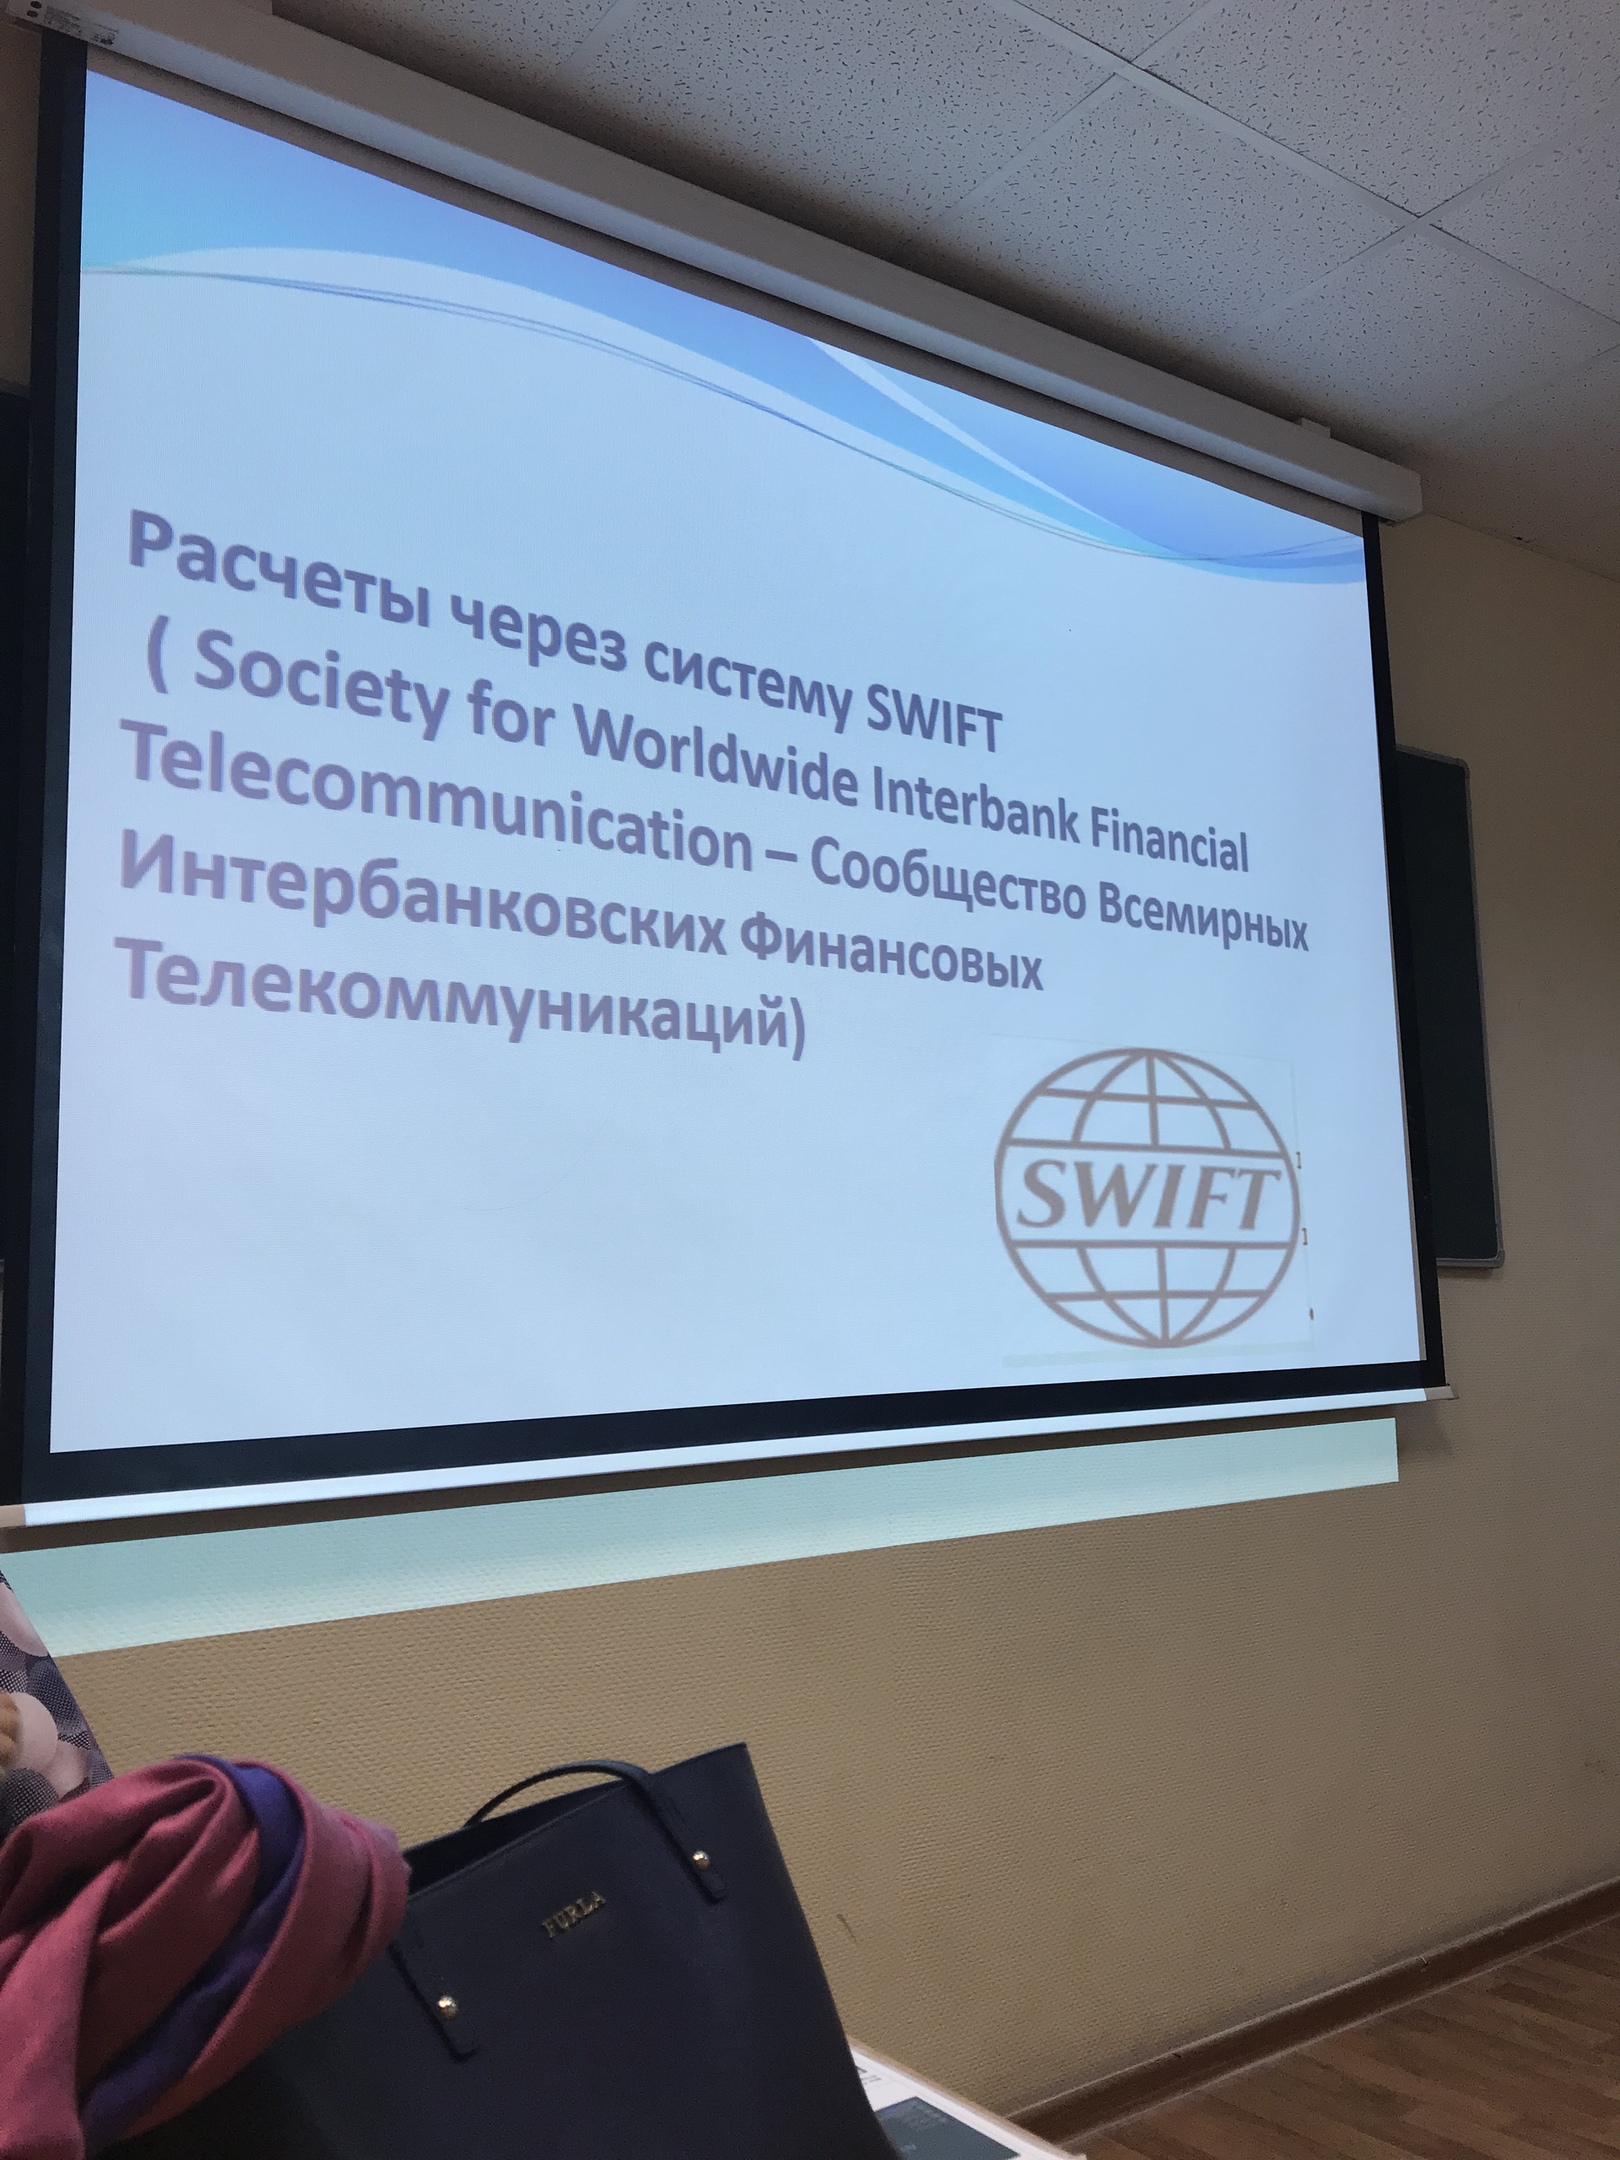 Расчеты через систему SWIFT
( Society for Worldwide Interbank Financial
Telecommunication – Сообщество Всемирных
Интербанковских Финансовых
Телекоммуникаций)
SWIFT
FURLA